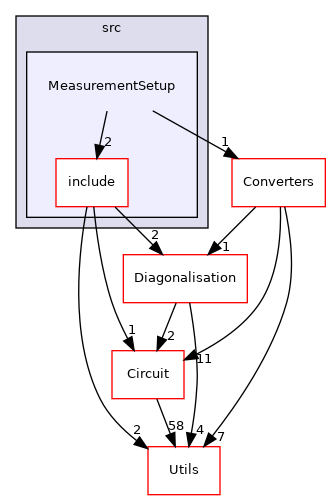 src
MeasurementSetup
2
1
include
Converters
2
1
Diagonalisation
1
2
11
Circuit
58
2
4
7
Utils